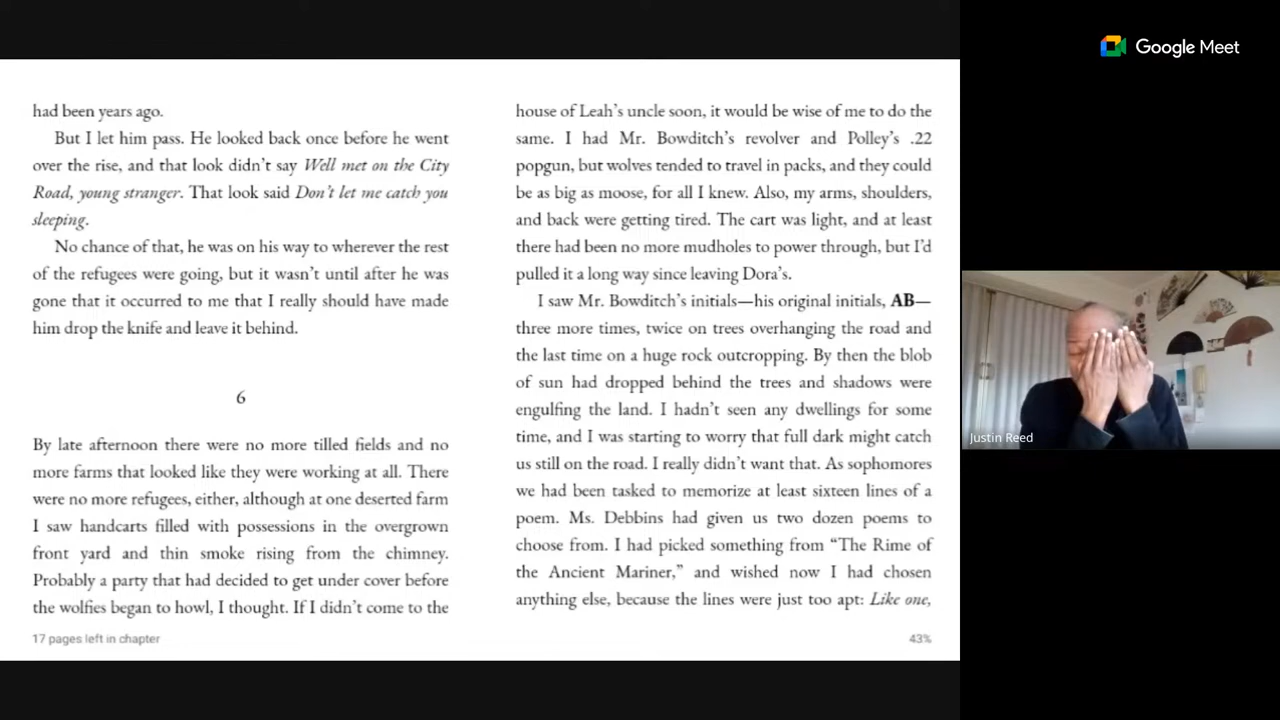 had been years ago.
But I let him pass. He looked back once before he went
over the rise, and that look didn't say Well met on the City
Road, young stranger. That look said Don't let me catch you
sleeping.
No chance of that, he was on his way to wherever the rest
of the refugees were going, but it wasn't until after he was
gone that it occurred to me that I really should have made
him drop the knife and leave it behind.
6
By late afternoon there were no more tilled fields and no
more farms that looked like they were working at all. There
were no more refugees, either, although at one deserted farm
I saw handcarts filled with possessions in the overgrown
front yard and thin smoke rising from the chimney.
Probably a party that had decided to get under cover before
the wolfies began to howl, I thought. If I didn't come to the
17 pages left in chapter
house of Leah's uncle soon, it would be wise of me to do the
same. I had Mr. Bowditch's revolver and Polley's .22
popgun, but wolves tended to travel in packs, and they could
be as big as moose, for all I knew. Also, my arms, shoulders,
and back were getting tired. The cart was light, and at least
there had been no more mudholes to power through, but I'd
pulled it a long way since leaving Dora's.
I saw Mr. Bowditch's initials—his original initials, AB—
three more times, twice on trees overhanging the road and
the last time on a huge rock outcropping. By then the blob
of sun had dropped behind the trees and shadows were
engulfing the land. I hadn't seen any dwellings for some
time, and I was starting to worry that full dark might catch
us still on the road. I really didn't want that. As sophomores
we had been tasked to memorize at least sixteen lines of a
poem. Ms. Debbins had given us two dozen poems to
choose from. I had picked something from “The Rime of
the Ancient Mariner,” and wished now I had chosen
anything else, because the lines were just too apt: Like one,
43%
Google Meet
Justin Reed